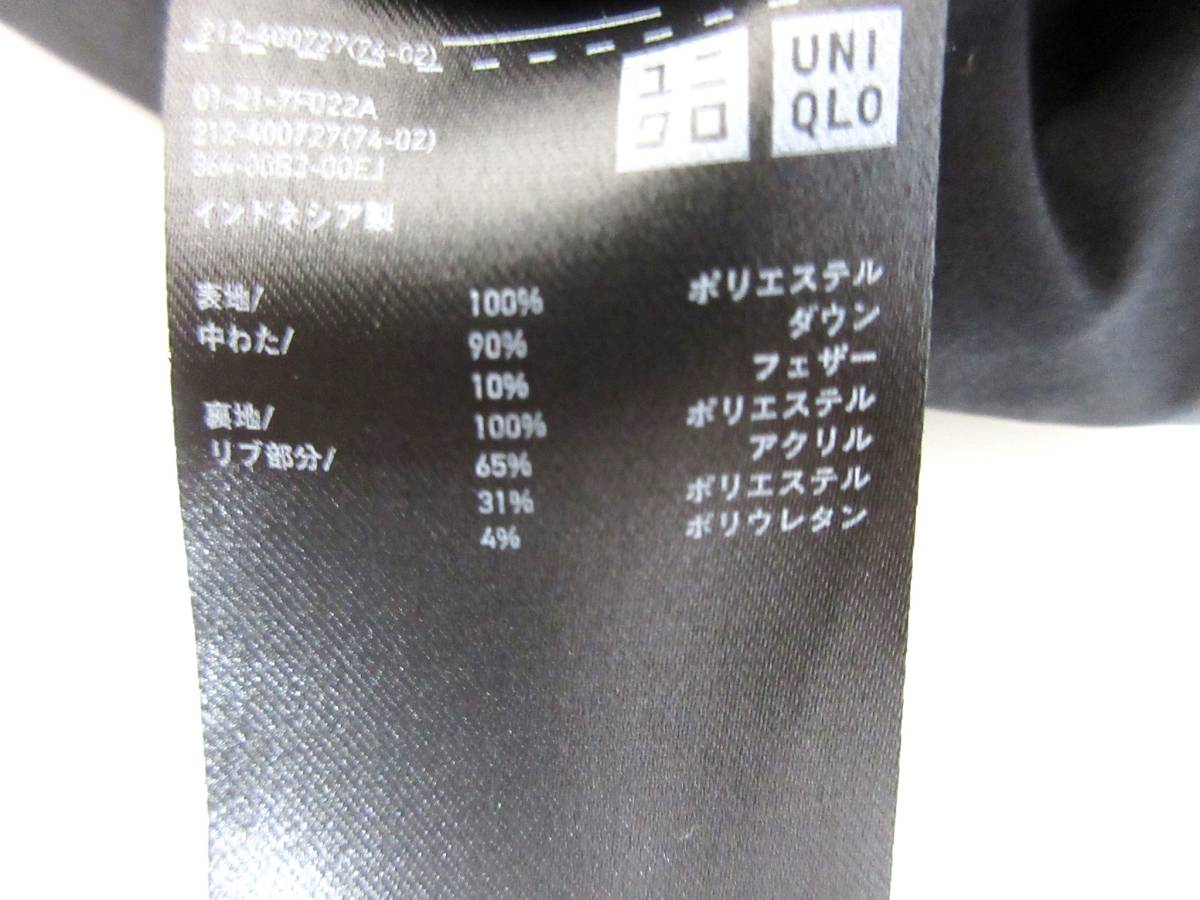 212-400727(74-02)
ユニ
クロ
UNI
QLO
01-21-7F022A
212-400727(74-02)
インドネシア製
表地/ 100% ポリエステル
中わた/ 90% ダウン
10% フェザー
裏地/ 100% ポリエステル
リブ部分/ 65% アクリル
31% ポリエステル
4% ポリウレタン